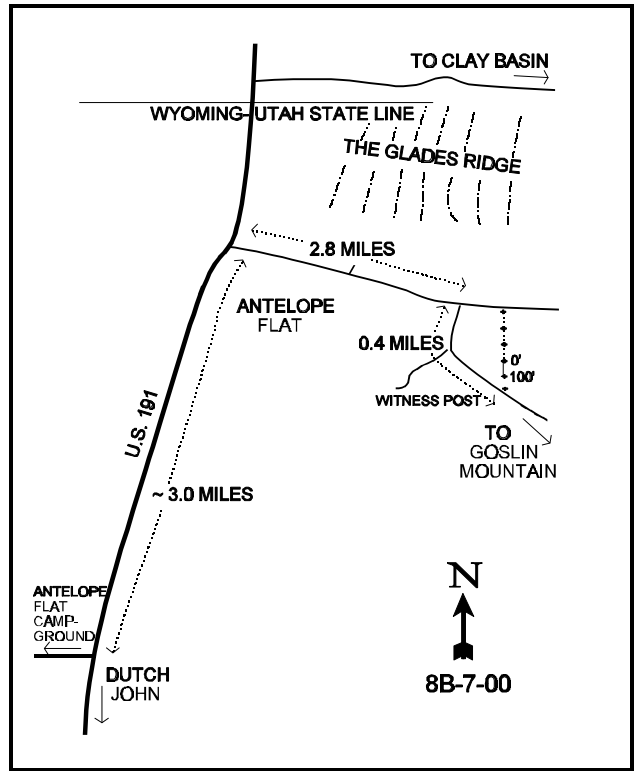 TO CLAY BASIN
WYOMING-UTAH STATE LINE
THE GLADES RIDGE
2.8 MILES
ANTELOPE
FLAT
0.4 MILES
0'
100'
WITNESS POST
U.S. 191
TO
GOSLIN
MOUNTAIN
~ 3.0 MILES
ANTELOPE
FLAT
CAMP-
GROUND
DUTCH
JOHN
N
8B-7-00